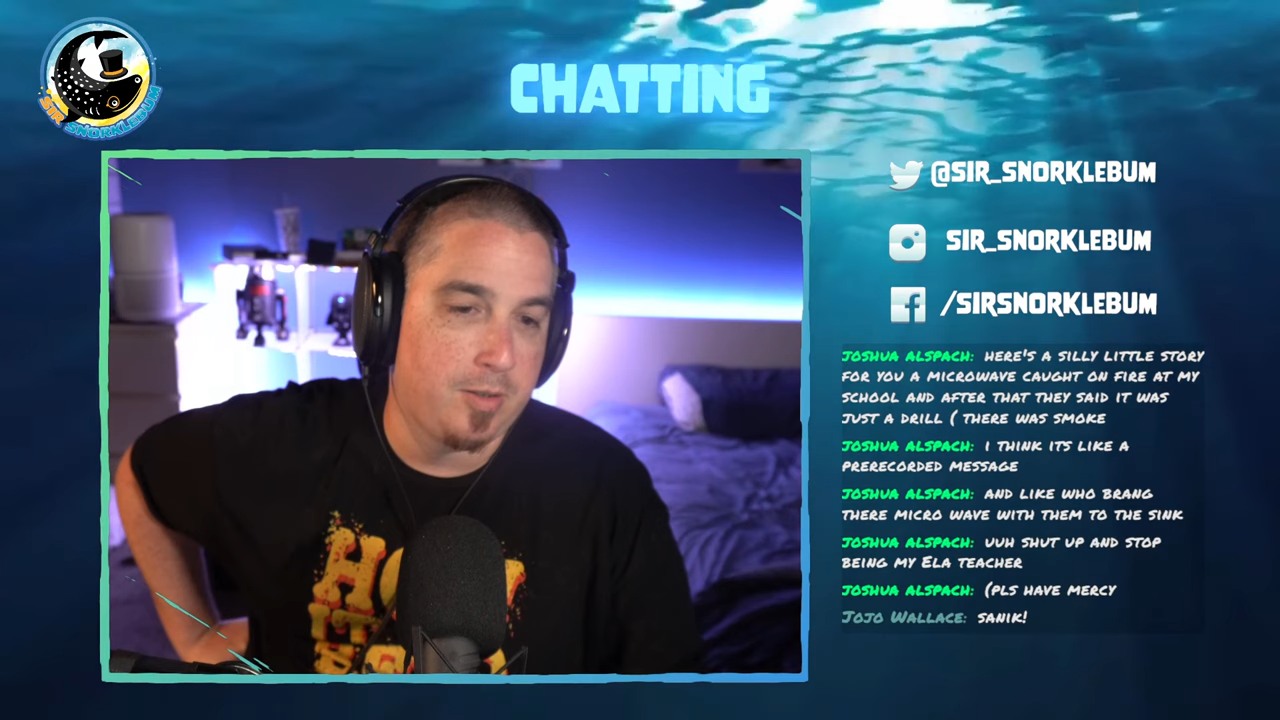 SIR SNORKLEBUM
CHATTING
@SIR_SNORKLEBUM
SIR_SNORKLEBUM
/SIRSNORKLEBUM
JOSHUA ALSPACH: HERE'S A SILLY LITTLE STORY
FOR YOU A MICROWAVE CAUGHT ON FIRE AT MY
SCHOOL AND AFTER THAT THEY SAID IT WAS
JUST A DRILL ( THERE WAS SMOKE
JOSHUA ALSPACH: I THINK ITS LIKE A
PRERECORDED MESSAGE
JOSHUA ALSPACH: AND LIKE WHO BRANG
THERE MICRO WAVE WITH THEM TO THE SINK
JOSHUA ALSPACH: UUH SHUT UP AND STOP
BEING MY ELA TEACHER
JOSHUA ALSPACH: (PLS HAVE MERCY
JOJO WALLACE: SANIK!